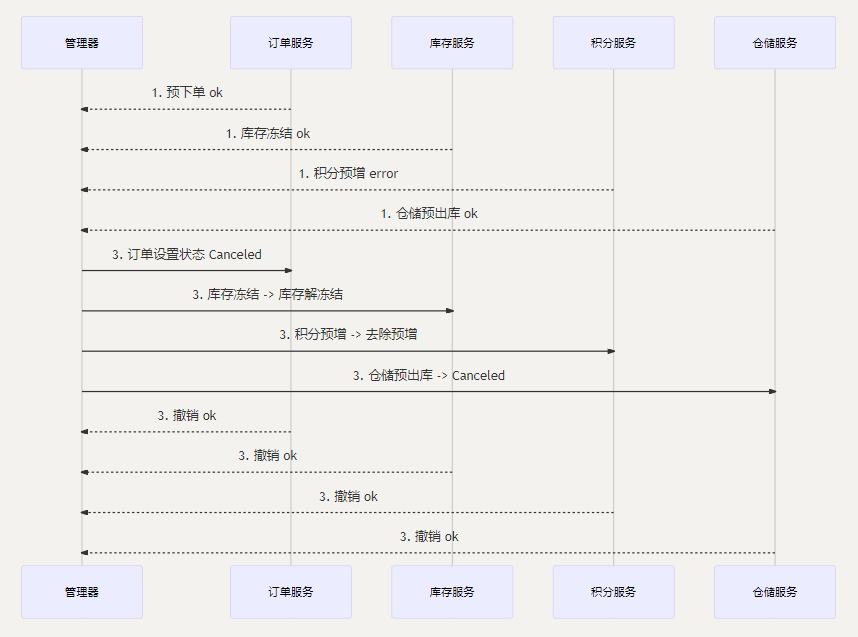 管理器
订单服务
库存服务
积分服务
仓储服务
1. 预下单 ok
1. 库存冻结 ok
1. 积分预增 error
1. 仓储预出库 ok
3. 订单设置状态 Canceled
3. 库存冻结 -> 库存解冻结
3. 积分预增 -> 去除预增
3. 仓储预出库 -> Canceled
3. 撤销 ok
3. 撤销 ok
3. 撤销 ok
3. 撤销 ok
管理器
订单服务
库存服务
积分服务
仓储服务